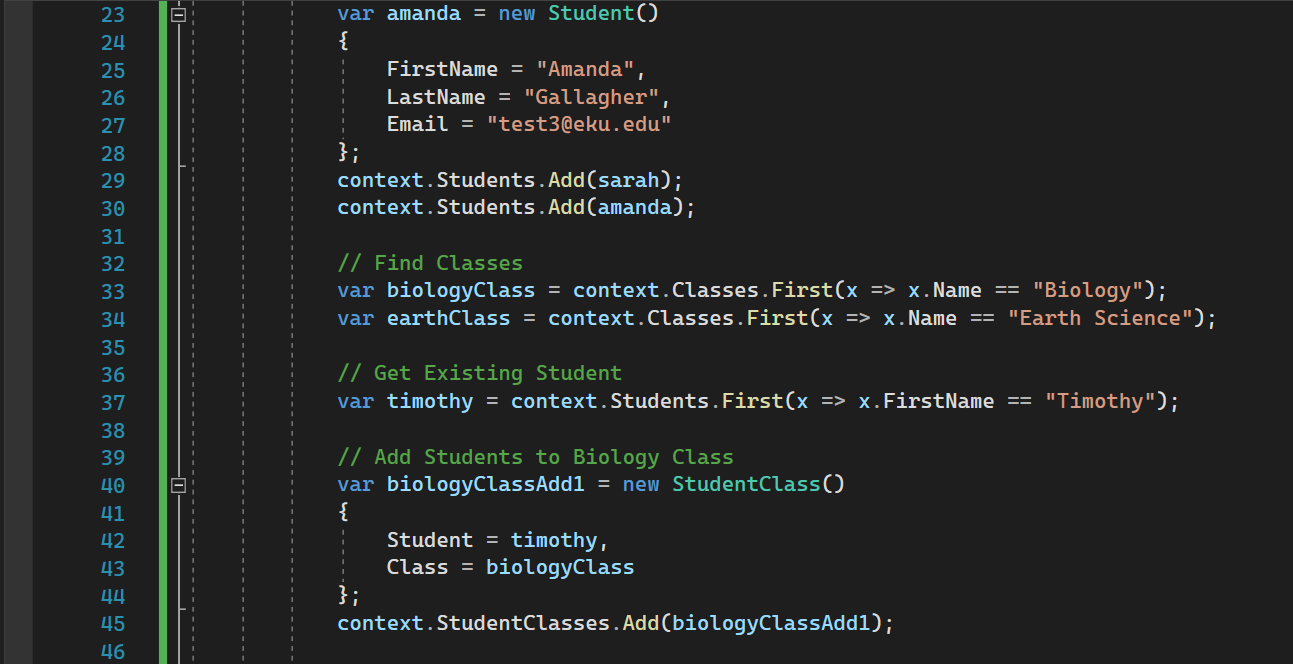 23 var amanda = new Student()
24 {
25 FirstName = "Amanda",
26 LastName = "Gallagher",
27 Email = "test3@eku.edu"
28 };
29 context.Students.Add(sarah);
30 context.Students.Add(amanda);
31
32 // Find Classes
33 var biologyClass = context.Classes.First(x => x.Name == "Biology");
34 var earthClass = context.Classes.First(x => x.Name == "Earth Science");
35
36 // Get Existing Student
37 var timothy = context.Students.First(x => x.FirstName == "Timothy");
38
39 // Add Students to Biology Class
40 var biologyClassAdd1 = new StudentClass()
41 {
42 Student = timothy,
43 Class = biologyClass
44 };
45 context.StudentClasses.Add(biologyClassAdd1);
46